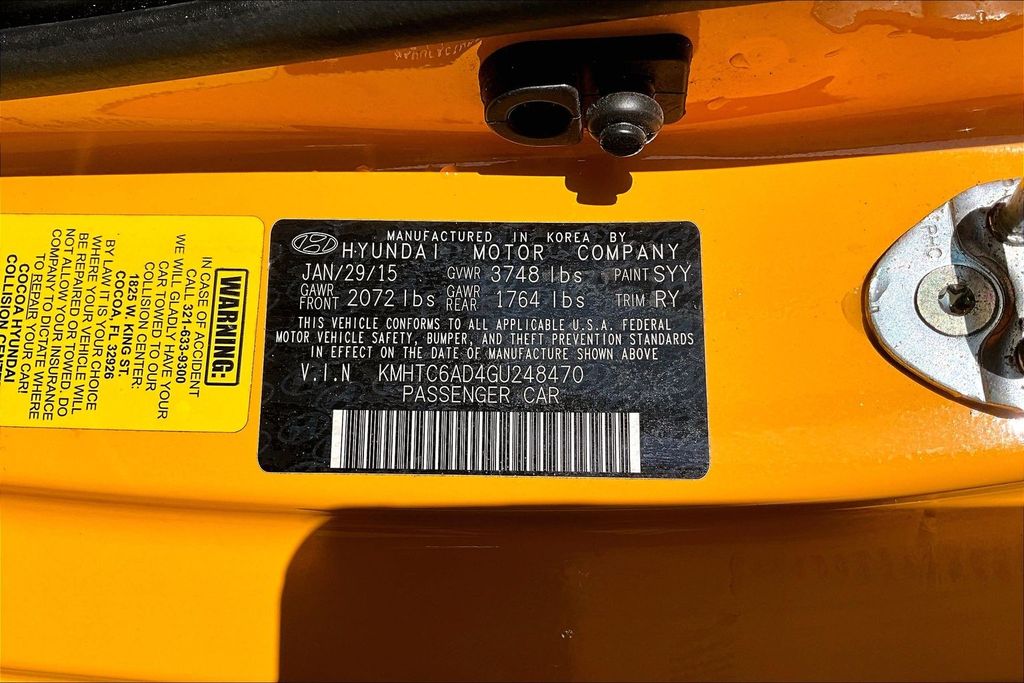 MANUFACTURED IN KOREA BY
HYUNDAI MOTOR COMPANY
JAN/29/15 GVWR 3748 lbs PAINT SYY
GAWR FRONT 2072 lbs GAWR REAR 1764 lbs TRIM RY
THIS VEHICLE CONFORMS TO ALL APPLICABLE U.S.A. FEDERAL
MOTOR VEHICLE SAFETY, BUMPER, AND THEFT PREVENTION STANDARDS
IN EFFECT ON THE DATE OF MANUFACTURE SHOWN ABOVE
V.I.N KMHTC6AD4GU248470
PASSENGER CAR
WARNING:
IN CASE OF ACCIDENT
CALL 321-633-9300
WE WILL GLADLY HAVE YOUR
CAR TOWED TO OUR
COLLISION CENTER:
1825 W. KING ST.
COCOA, FL 32926
BY LAW IT IS YOUR CHOICE
WHERE YOUR VEHICLE WILL
BE REPAIRED OR TOWED. DO
NOT ALLOW YOUR INSURANCE
COMPANY TO DICTATE WHERE
TO REPAIR YOUR CAR!
COCOA HYUNDAI
COLLISION